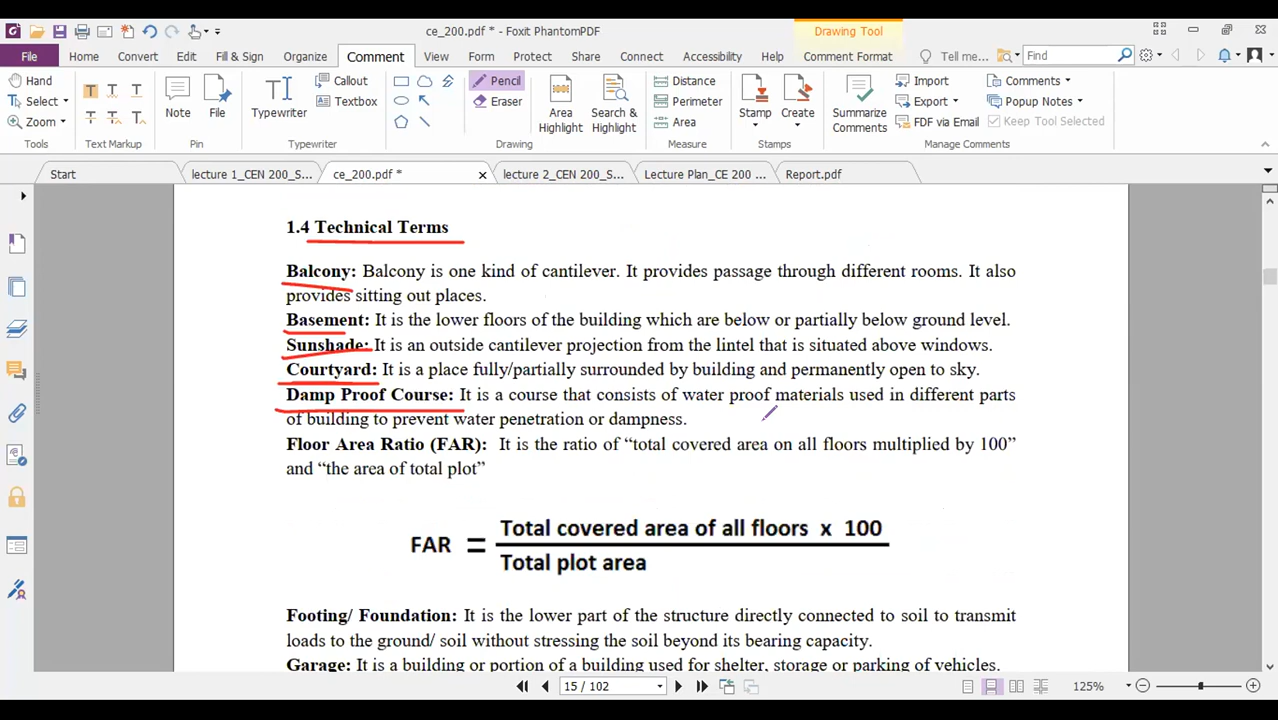 ce_200.pdf * - Foxit PhantomPDF
Drawing Tool
File Home Convert Edit Fill & Sign Organize Comment View Form Protect Share Connect Accessibility Help Comment Format Tell me... Find
Hand Callout Pencil Distance Import Comments
Select Note File Typewriter Textbox Eraser Area Highlight Search & Highlight Perimeter Stamp Create Summarize Comments Export Popup Notes
Zoom Area FDF via Email Keep Tool Selected
Tools Text Markup Pin Typewriter Drawing Measure Stamps Manage Comments
Start lecture 1_CEN 200_S... ce_200.pdf * lecture 2_CEN 200_S... Lecture Plan_CE 200 ... Report.pdf
1.4 Technical Terms
Balcony: Balcony is one kind of cantilever. It provides passage through different rooms. It also
provides sitting out places.
Basement: It is the lower floors of the building which are below or partially below ground level.
Sunshade: It is an outside cantilever projection from the lintel that is situated above windows.
Courtyard: It is a place fully/partially surrounded by building and permanently open to sky.
Damp Proof Course: It is a course that consists of water proof materials used in different parts
of building to prevent water penetration or dampness.
Floor Area Ratio (FAR): It is the ratio of “total covered area on all floors multiplied by 100”
and “the area of total plot”
FAR = Total covered area of all floors x 100
Total plot area
Footing/ Foundation: It is the lower part of the structure directly connected to soil to transmit
loads to the ground/ soil without stressing the soil beyond its bearing capacity.
Garage: It is a building or portion of a building used for shelter, storage or parking of vehicles.
15 / 102 125%